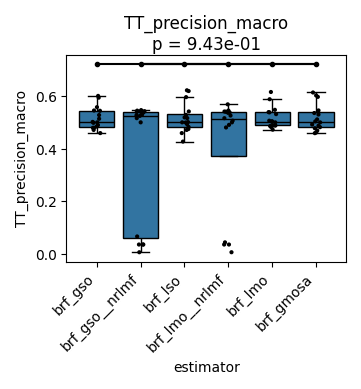 TT_precision_macro
p = 9.43e-01
TT_precision_macro
0.6
0.4
0.2
0.0
brf_gso
brf_gso__nrlmf
brf_lso
brf_lmo__nrlmf
brf_lmo
brf_gmosa
estimator